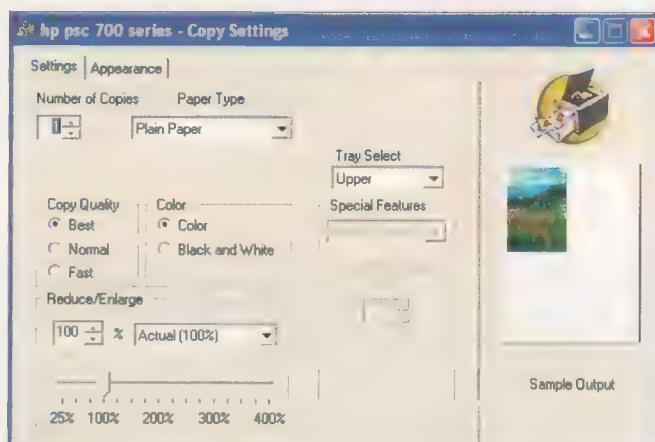 hp psc 700 series - Copy Settings
Settings
Appearance
Number of Copies
Paper Type
1
Plain Paper
Tray Select
Upper
Copy Quality
Best
Normal
Fast
Color
Color
Black and White
Special Features
Reduce/Enlarge
100 %
Actual (100%)
25% 100% 200% 300% 400%
Sample Output